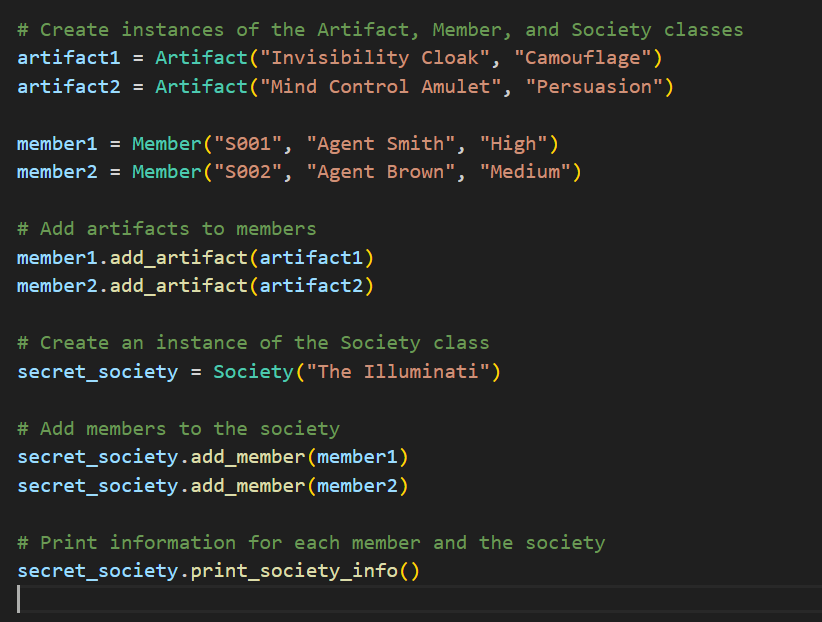 # Create instances of the Artifact, Member, and Society classes
artifact1 = Artifact("Invisibility Cloak", "Camouflage")
artifact2 = Artifact("Mind Control Amulet", "Persuasion")
member1 = Member("S001", "Agent Smith", "High")
member2 = Member("S002", "Agent Brown", "Medium")
# Add artifacts to members
member1.add_artifact(artifact1)
member2.add_artifact(artifact2)
# Create an instance of the Society class
secret_society = Society("The Illuminati")
# Add members to the society
secret_society.add_member(member1)
secret_society.add_member(member2)
# Print information for each member and the society
secret_society.print_society_info()